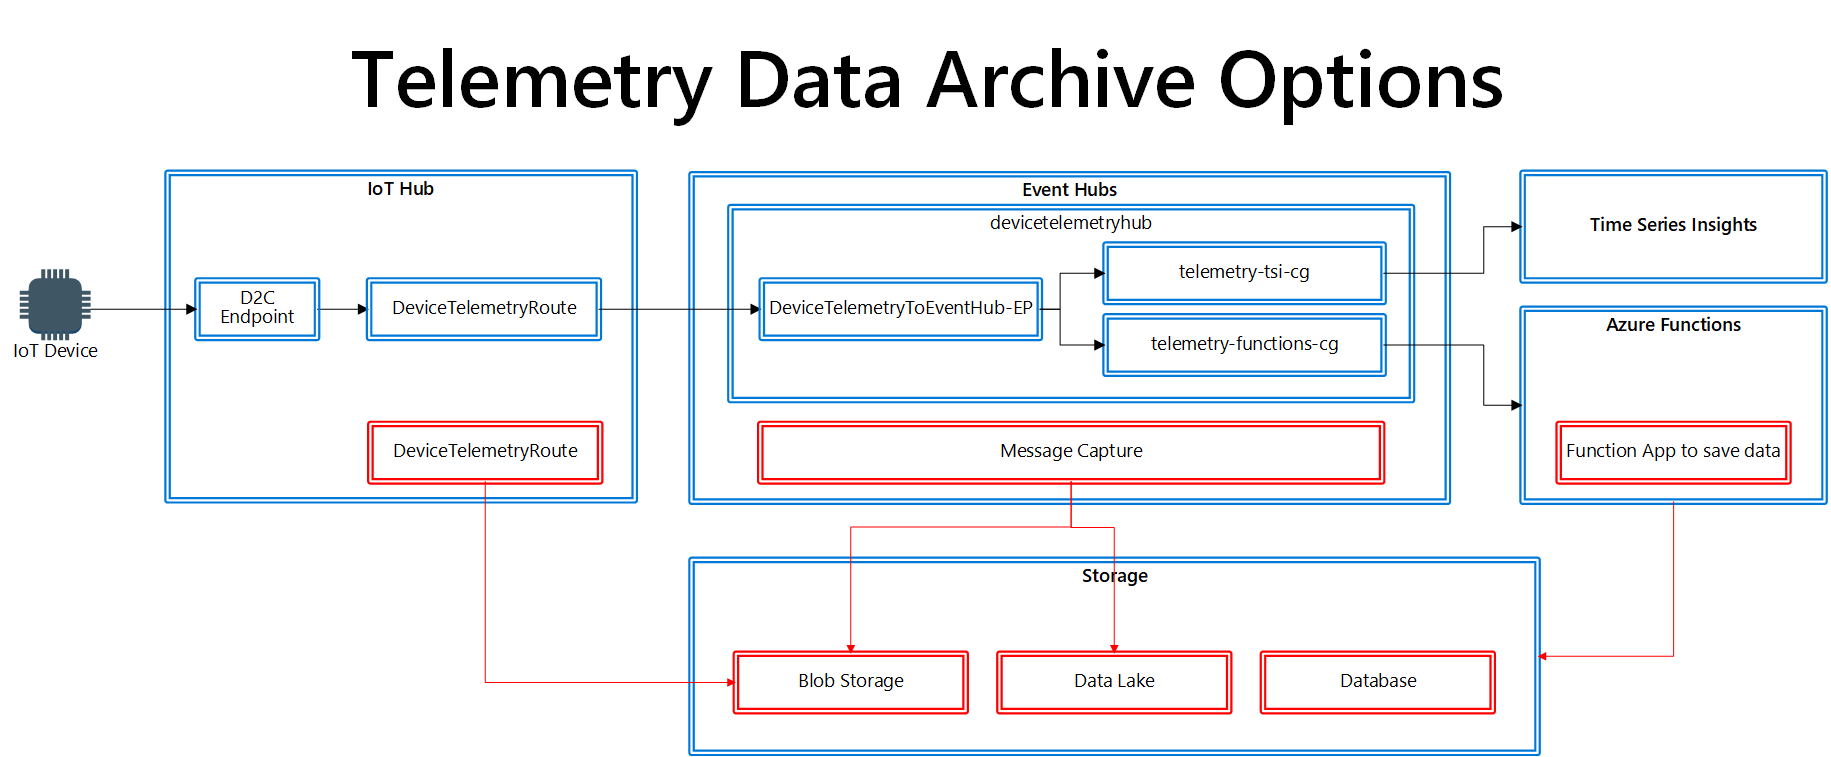 Telemetry Data Archive Options
IoT Hub
Event Hubs
devicetelemetryhub
Time Series Insights
telemetry-tsi-cg
D2C
Endpoint
DeviceTelemetryRoute
DeviceTelemetryToEventHub-EP
telemetry-functions-cg
Azure Functions
IoT Device
DeviceTelemetryRoute
Message Capture
Function App to save data
Storage
Blob Storage
Data Lake
Database